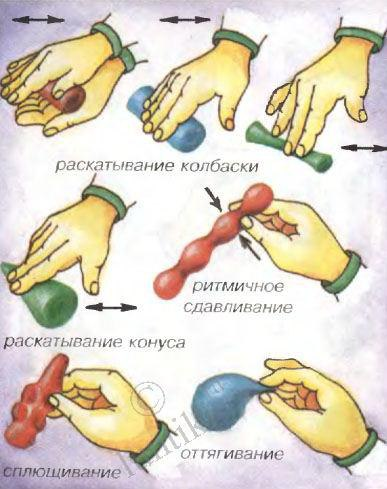 раскатывание колбаски
ритмичное
сдавливание
раскатывание конуса
сплющивание
оттягивание